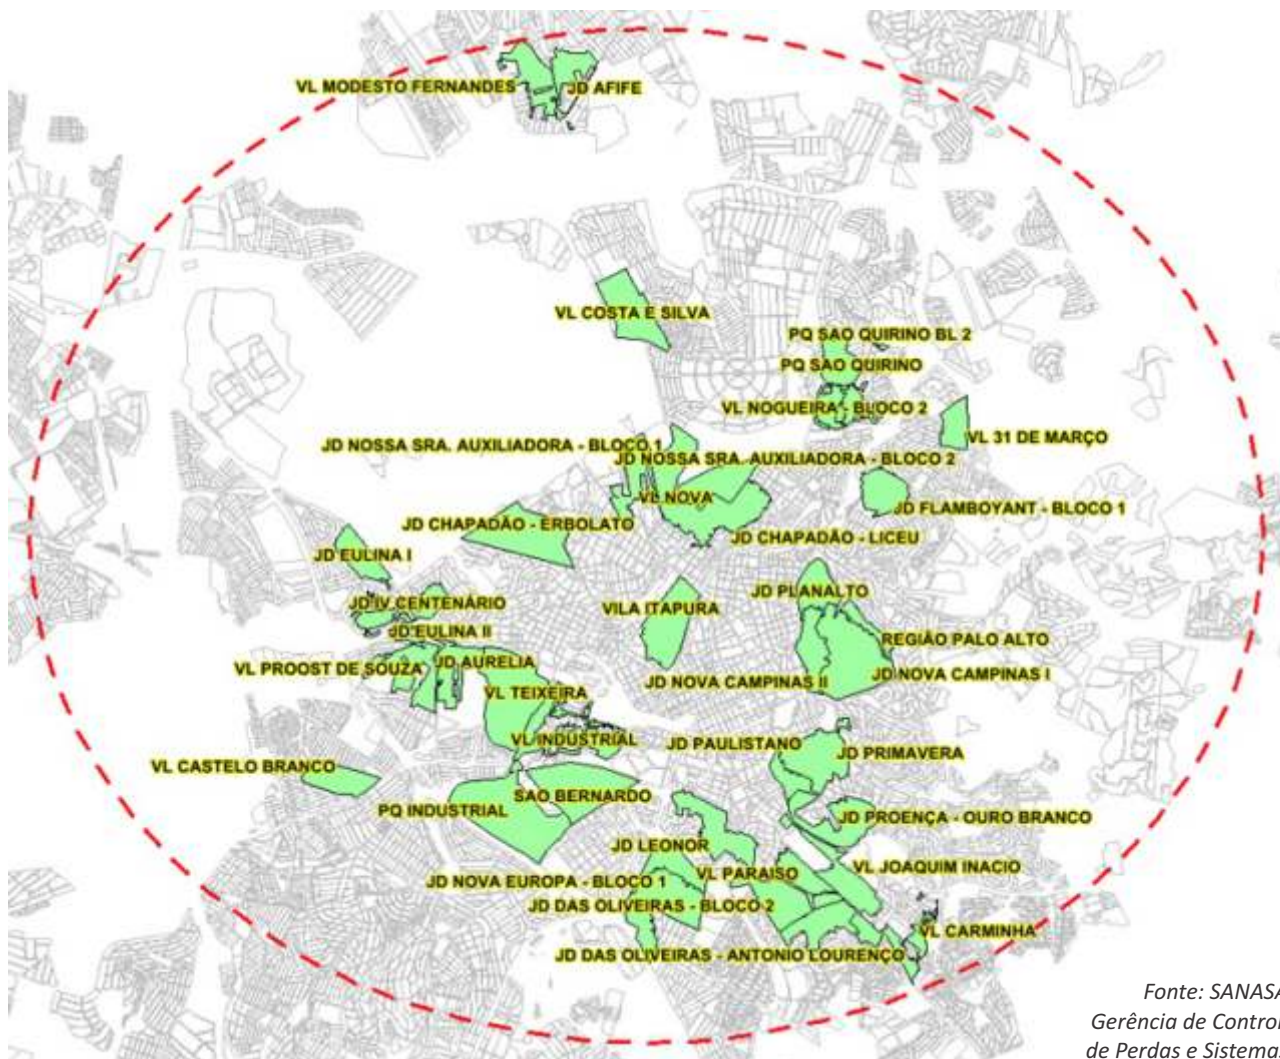 VL MODESTO FERNANDES
JD AFIFE
VL COSTA E SILVA
PQ SAO QUIRINO BL 2
PQ SAO QUIRINO
VL NOGUEIRA - BLOCO 2
VL 31 DE MARÇO
JD NOSSA SRA. AUXILIADORA - BLOCO 1
JD NOSSA SRA. AUXILIADORA - BLOCO 2
VL NOVA
JD FLAMBOYANT - BLOCO 1
JD CHAPADÃO - ERBOLATO
JD CHAPADÃO - LICEU
JD EULINA I
JD PLANALTO
JD IV CENTENÁRIO
VILA ITAPURA
JD EULINA II
REGIÃO PALO ALTO
VL PROOST DE SOUZA
JD AURELIA
JD NOVA CAMPINAS II
JD NOVA CAMPINAS I
VL TEIXEIRA
VL INDUSTRIAL
JD PAULISTANO
JD PRIMAVERA
VL CASTELO BRANCO
SAO BERNARDO
PQ INDUSTRIAL
JD PROENÇA - OURO BRANCO
JD LEONOR
VL JOAQUIM INACIO
VL PARAISO
JD NOVA EUROPA - BLOCO 1
JD DAS OLIVEIRAS - BLOCO 2
VL CARMINHA
JD DAS OLIVEIRAS - ANTONIO LOURENÇO
Fonte: SANASA
Gerência de Control
de Perdas e Sistema